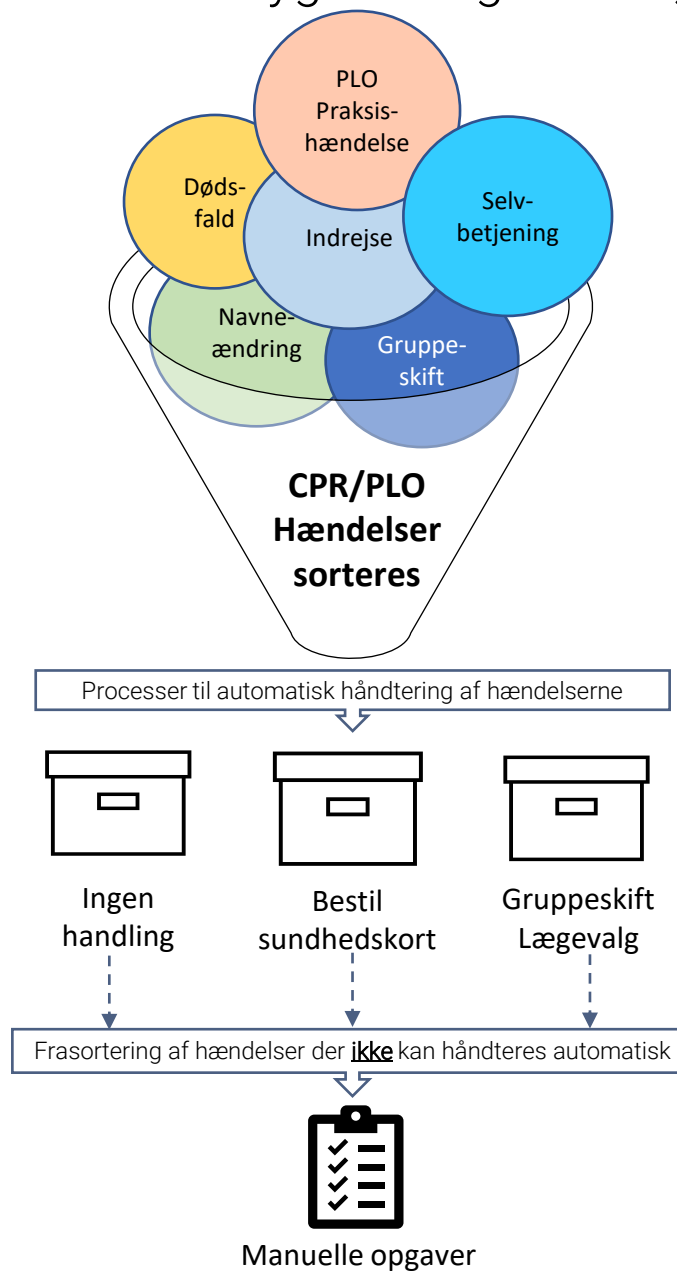 PLO
Praksis-
hændelse
Døds-
fald
Indrejse
Selv-
betjening
Navne-
ændring
Gruppe-
skift
CPR/PLO
Hændelser
sorteres
Processer til automatisk håndtering af hændelserne
Ingen
handling
Bestil
sundhedskort
Gruppeskift
Lægevalg
Frasortering af hændelser der ikke kan håndteres automatisk
Manuelle opgaver